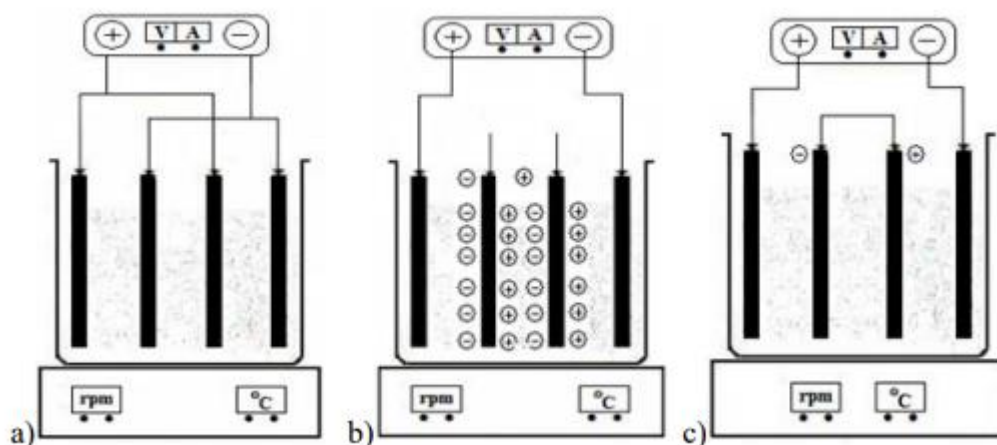 + V A −
+ V A −
+ V A −
− +
− +
− + − +
− + − +
− + − +
− + − +
− + − +
− + − +
a) rpm °C
b) rpm °C
c) rpm °C